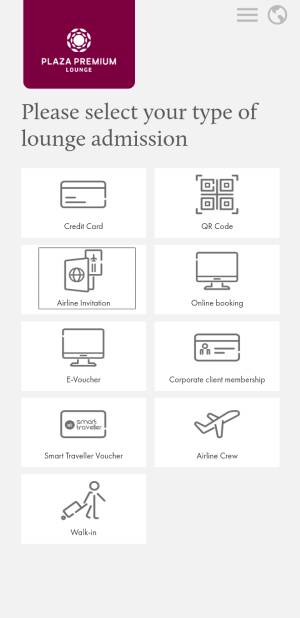 PLAZA PREMIUM
LOUNGE
Please select your type of
lounge admission
Credit Card
QR Code
Airline Invitation
Online booking
E-Voucher
Corporate client membership
smart
traveller
Smart Traveller Voucher
Airline Crew
Walk-in